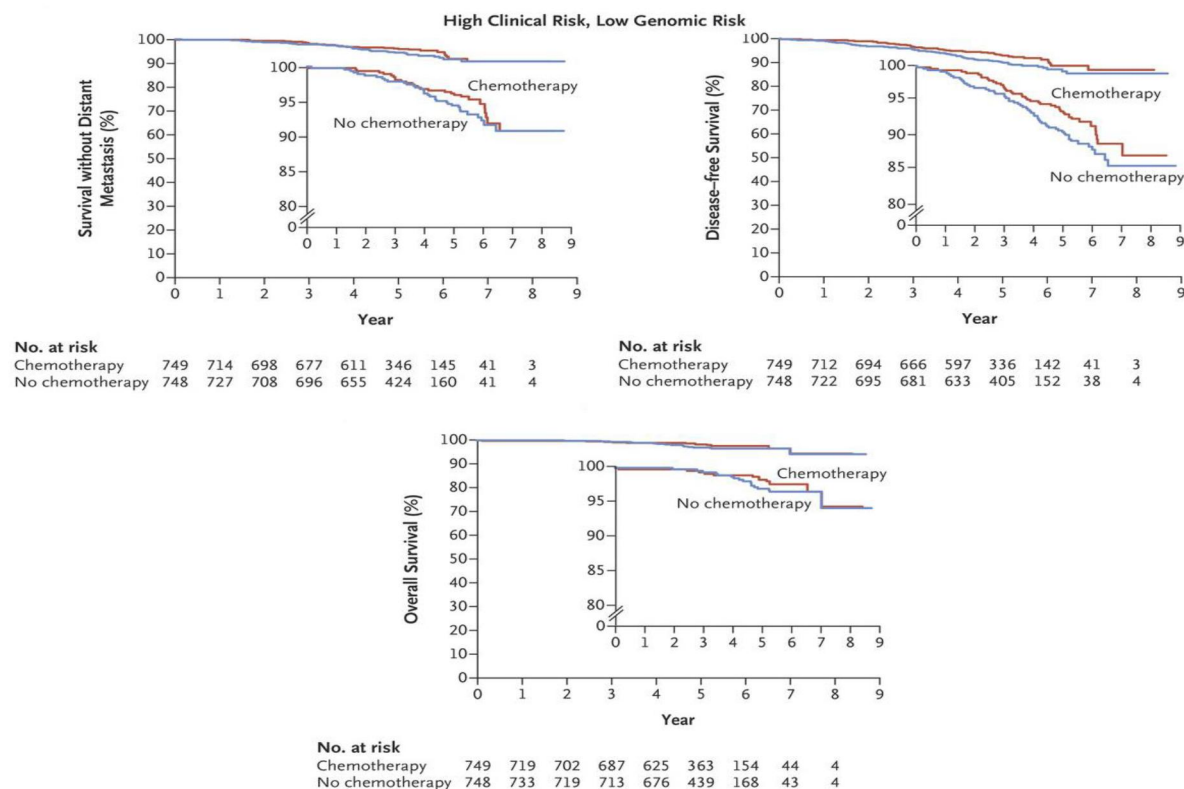 High Clinical Risk, Low Genomic Risk
Survival without Distant
Metastasis (%)
100
90
80
70
60
50
40
30
20
10
0
100
95
90
85
80
0
Chemotherapy
No chemotherapy
0 1 2 3 4 5 6 7 8 9
0 1 2 3 4 5 6 7 8 9
Year
No. at risk
Chemotherapy 749 714 698 677 611 346 145 41 3
No chemotherapy 748 727 708 696 655 424 160 41 4
Disease–free Survival (%)
100
90
80
70
60
50
40
30
20
10
0
100
95
90
85
80
0
Chemotherapy
No chemotherapy
0 1 2 3 4 5 6 7 8 9
0 1 2 3 4 5 6 7 8 9
Year
No. at risk
Chemotherapy 749 712 694 666 597 336 142 41 3
No chemotherapy 748 722 695 681 633 405 152 38 4
Overall Survival (%)
100
90
80
70
60
50
40
30
20
10
0
100
95
90
85
80
0
Chemotherapy
No chemotherapy
0 1 2 3 4 5 6 7 8 9
0 1 2 3 4 5 6 7 8 9
Year
No. at risk
Chemotherapy 749 719 702 687 625 363 154 44 4
No chemotherapy 748 733 719 713 676 439 168 43 4